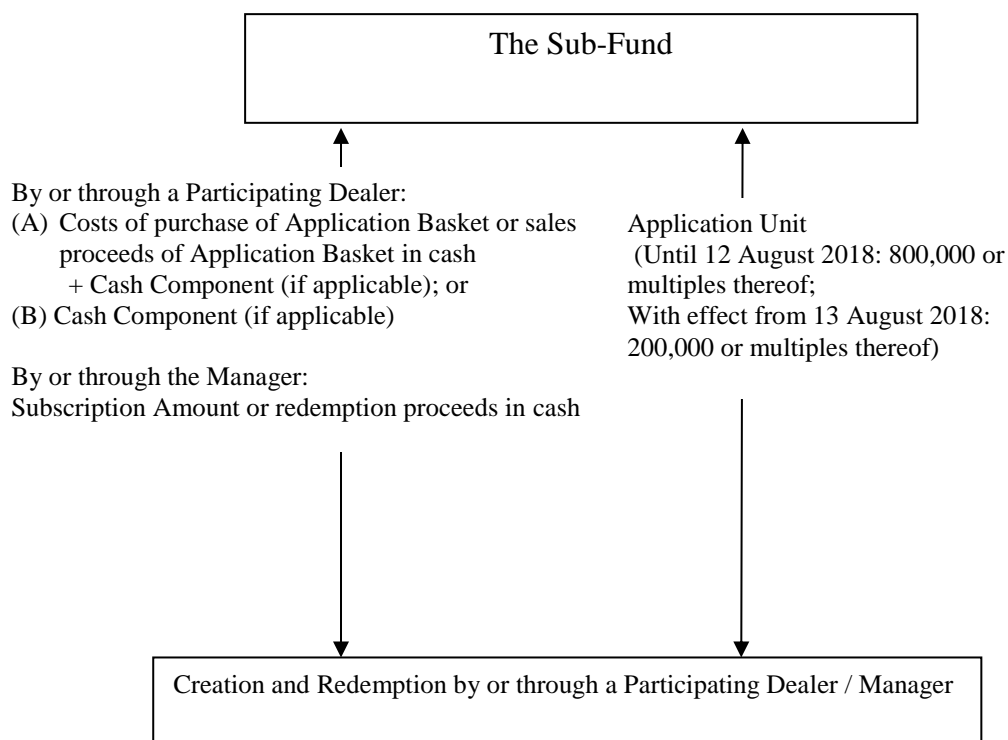 The Sub-Fund
By or through a Participating Dealer:
(A) Costs of purchase of Application Basket or sales
proceeds of Application Basket in cash
+ Cash Component (if applicable); or
(B) Cash Component (if applicable)
By or through the Manager:
Subscription Amount or redemption proceeds in cash
Application Unit
(Until 12 August 2018: 800,000 or
multiples thereof;
With effect from 13 August 2018:
200,000 or multiples thereof)
Creation and Redemption by or through a Participating Dealer / Manager